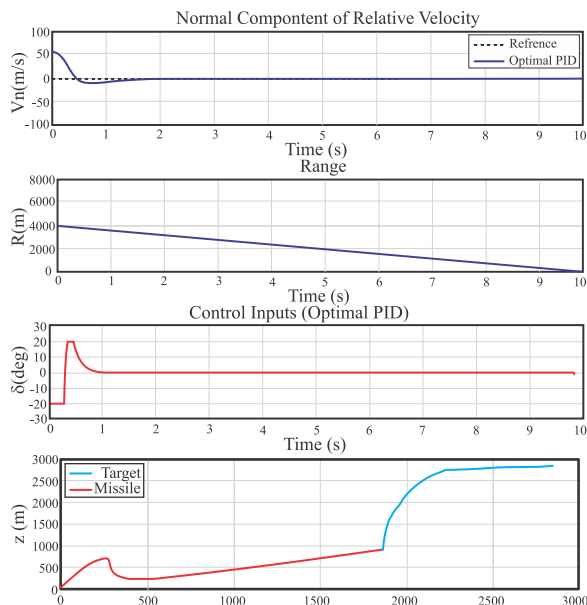 Normal Compontent of Relative Velocity
100
50
0
-50
-100
Vn(m/s)
Refrence
Optimal PID
0 1 2 3 4 5 6 7 8 9 10
Time (s)
Range
8000
6000
4000
2000
0
R(m)
0 1 2 3 4 5 6 7 8 9 10
Time (s)
Control Inputs (Optimal PID)
30
20
10
0
-10
-20
-30
δ(deg)
0 1 2 3 4 5 6 7 8 9 10
Time (s)
3000
2500
2000
1500
1000
500
0
z (m)
Target
Missile
0 500 1000 1500 2000 2500 3000